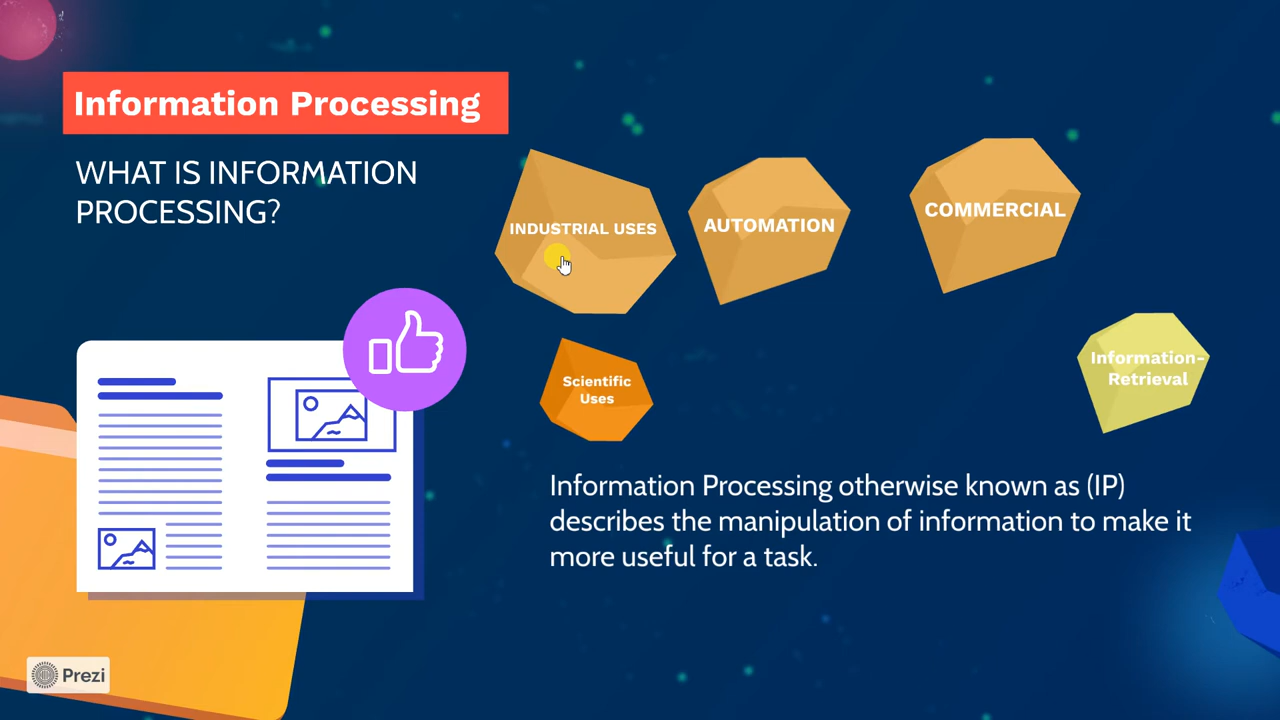 Information Processing
WHAT IS INFORMATION
PROCESSING?
INDUSTRIAL USES
AUTOMATION
COMMERCIAL
Scientific
Uses
Information-
Retrieval
Information Processing otherwise known as (IP)
describes the manipulation of information to make it
more useful for a task.
Prezi